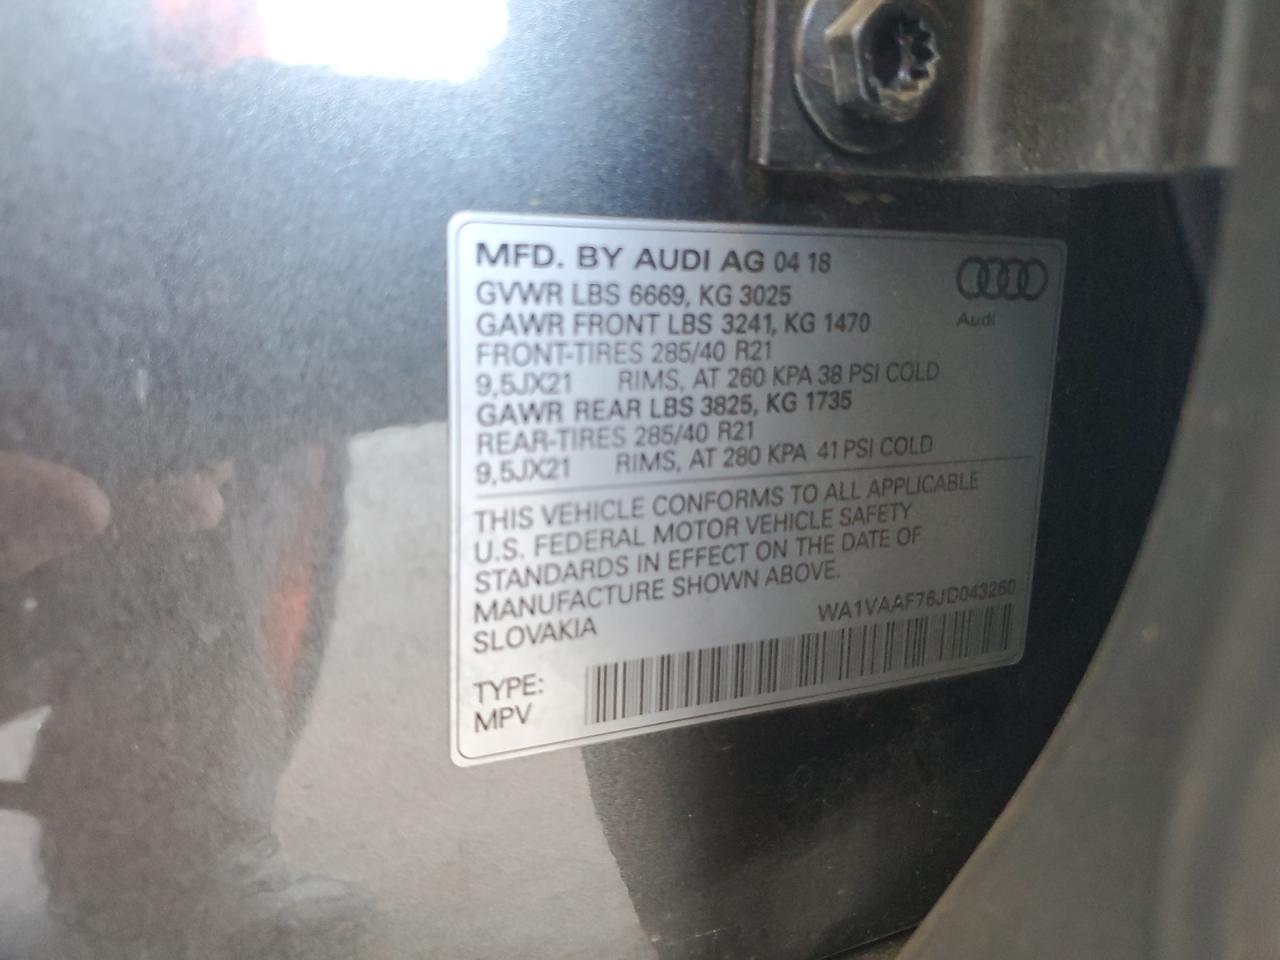 MFD. BY AUDI AG 04 18
GVWR LBS 6669, KG 3025
GAWR FRONT LBS 3241, KG 1470
FRONT-TIRES 285/40 R21
9,5JX21 RIMS, AT 260 KPA 38 PSI COLD
GAWR REAR LBS 3825, KG 1735
REAR-TIRES 285/40 R21
9,5JX21 RIMS, AT 280 KPA 41 PSI COLD
Audi
THIS VEHICLE CONFORMS TO ALL APPLICABLE
U.S. FEDERAL MOTOR VEHICLE SAFETY
STANDARDS IN EFFECT ON THE DATE OF
MANUFACTURE SHOWN ABOVE.
SLOVAKIA
WA1VAAF76JD043260
TYPE:
MPV